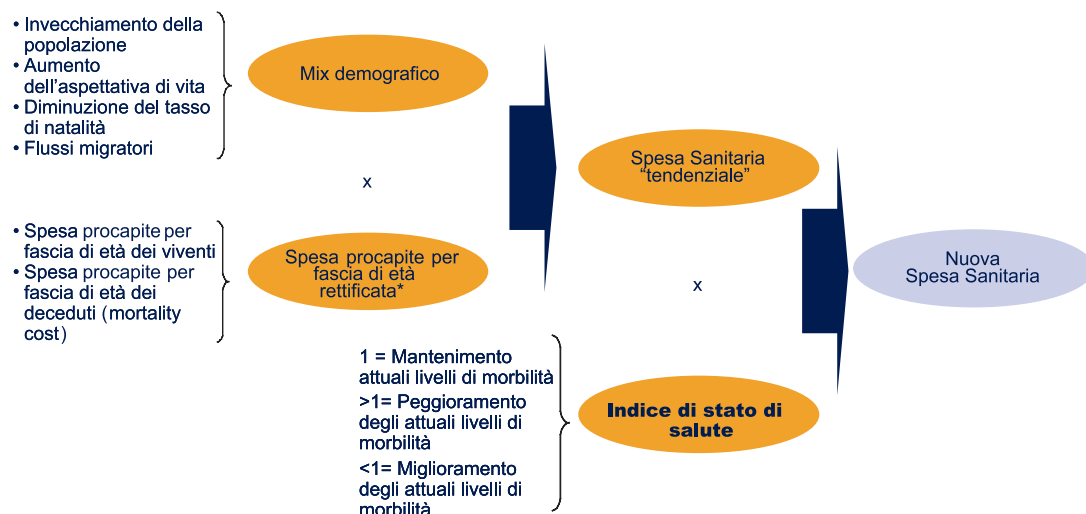 • Invecchiamento della
popolazione
• Aumento
dell'aspettativa di vita
• Diminuzione del tasso
di natalità
• Flussi migratori
Mix demografico
x
• Spesa procapite per
fascia di età dei viventi
• Spesa procapite per
fascia di età dei
deceduti (mortality
cost)
Spesa procapite per
fascia di età
rettificata*
Spesa Sanitaria
"tendenziale"
x
1 = Mantenimento
attuali livelli di morbilità
>1= Peggioramento
degli attuali livelli di
morbilità
<1= Miglioramento
degli attuali livelli di
morbilità
Indice di stato di
salute
Nuova
Spesa Sanitaria